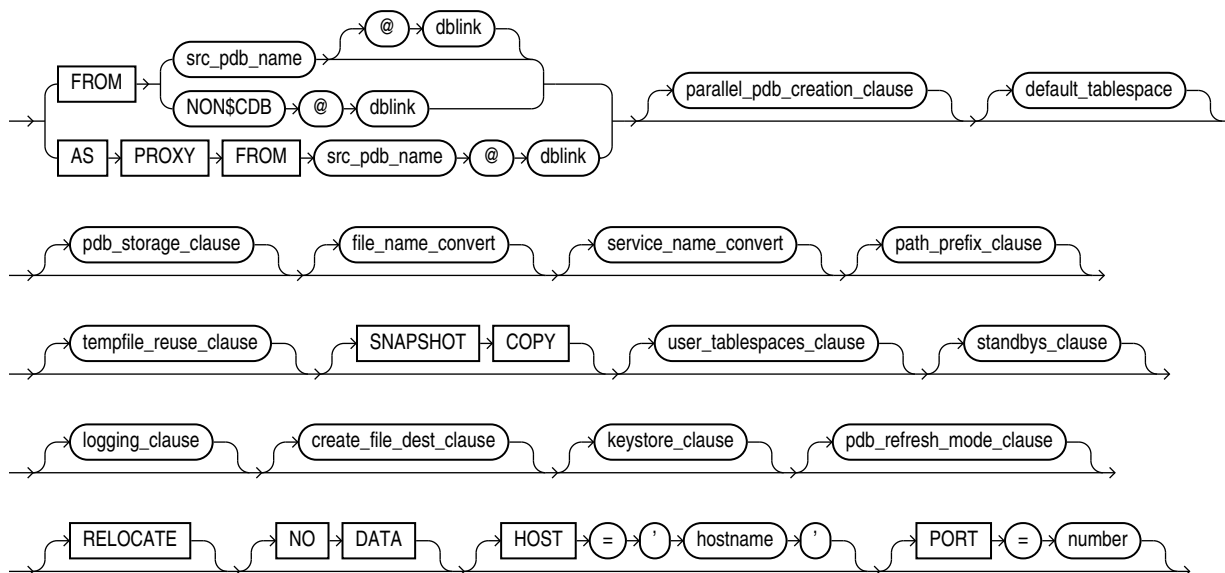 @ dblink
FROM src_pdb_name parallel_pdb_creation_clause default_tablespace
NON$CDB @ dblink
AS PROXY FROM src_pdb_name @ dblink
pdb_storage_clause file_name_convert service_name_convert path_prefix_clause
tempfile_reuse_clause SNAPSHOT COPY user_tablespaces_clause standbys_clause
logging_clause create_file_dest_clause keystore_clause pdb_refresh_mode_clause
RELOCATE NO DATA HOST = ' hostname ' PORT = number